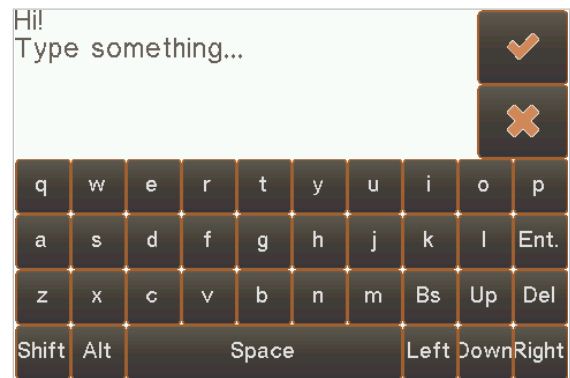 Hi!
Type something...
q w e r t y u i o p
a s d f g h j k l Ent.
z x c v b n m Bs Up Del
Shift Alt Space Left Down Right